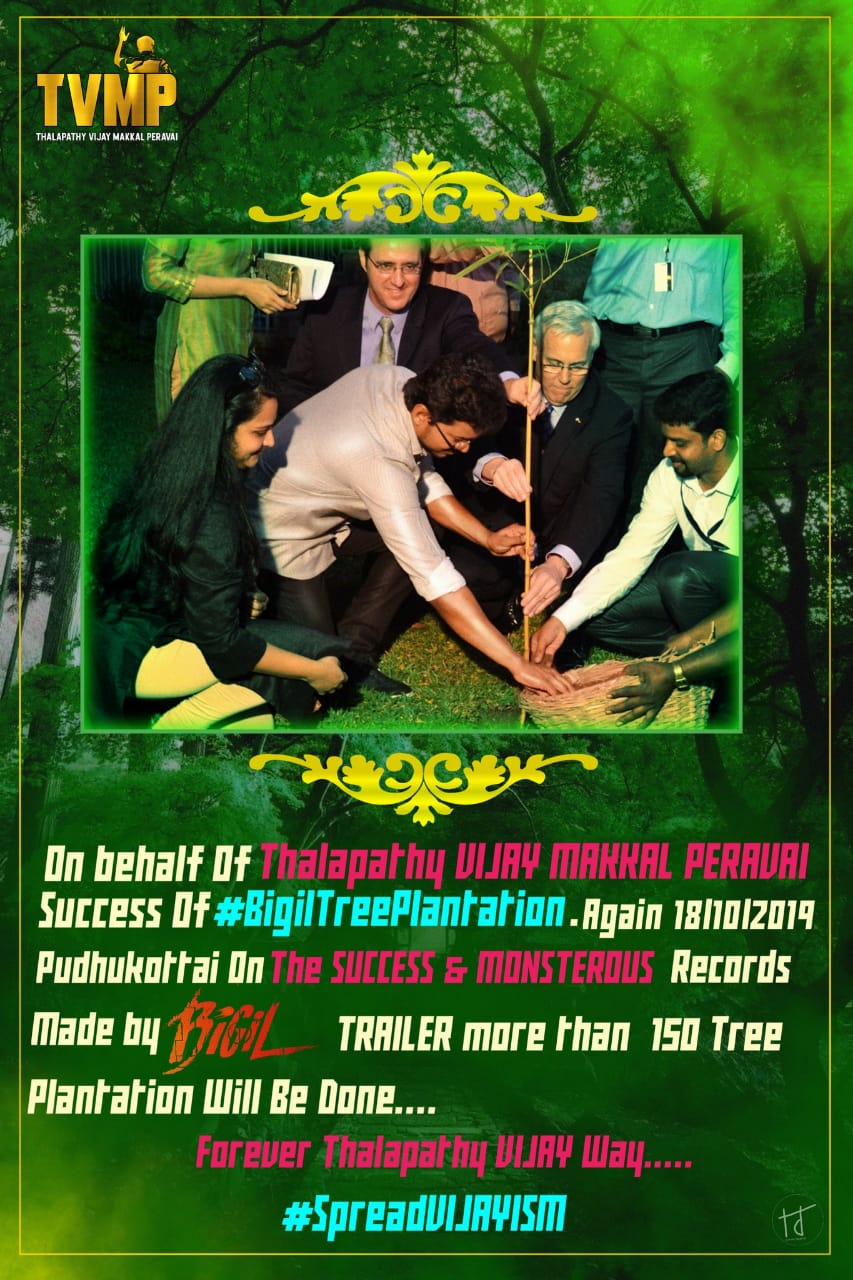 TVMP
THALAPATHY VIJAY MAKKAL PERAVAI
On behalf Of Thalapathy VIJAY MAKKAL PERAVAI
Success Of #BigilTreePlantation . Again 18/10/2019
Pudhukottai On The SUCCESS & MONSTEROUS Records
Made by BIGIL TRAILER more than 150 Tree
Plantation Will Be Done....
Forever Thalapathy VIJAY Way.....
#SpreadVIJAYISM